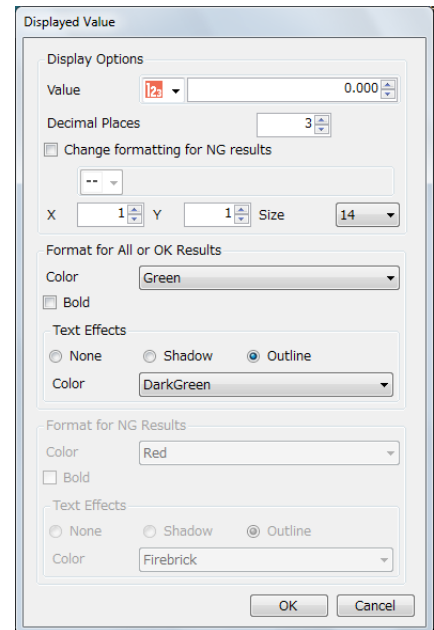 Displayed Value
Display Options
Value 123 0.000
Decimal Places 3
Change formatting for NG results
--
X 1 Y 1 Size 14
Format for All or OK Results
Color Green
Bold
Text Effects
None Shadow Outline
Color DarkGreen
Format for NG Results
Color Red
Bold
Text Effects
None Shadow Outline
Color Firebrick
OK Cancel